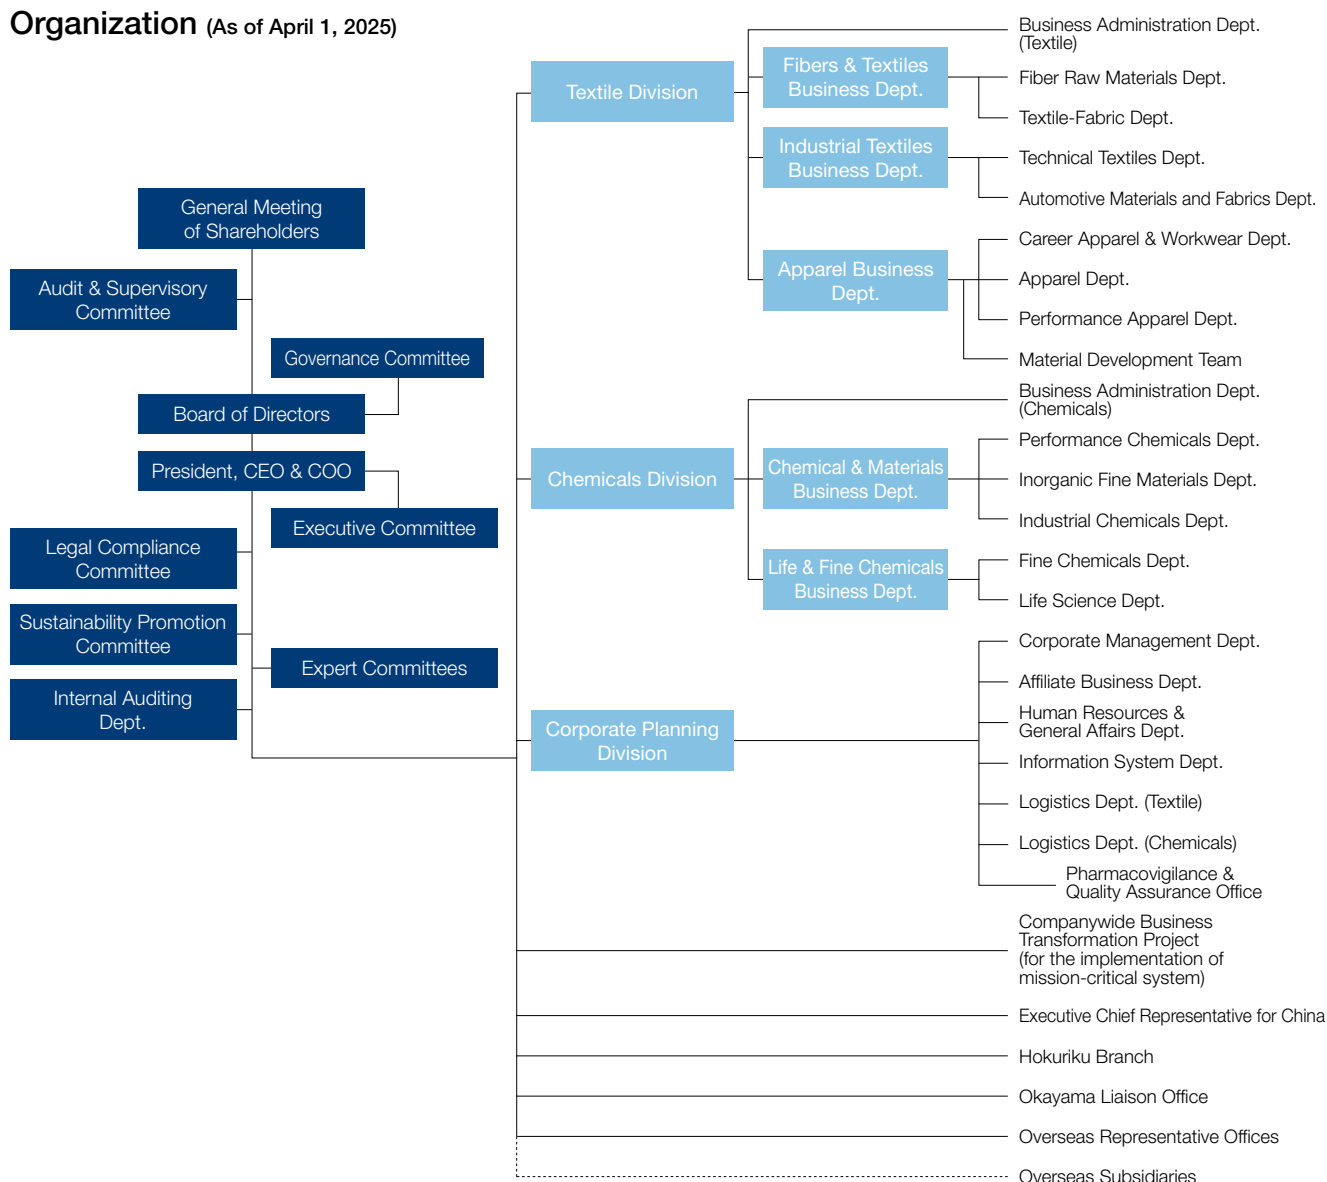 Organization (As of April 1, 2025)
General Meeting
of Shareholders
Audit & Supervisory
Committee
Governance Committee
Board of Directors
President, CEO & COO
Executive Committee
Legal Compliance
Committee
Sustainability Promotion
Committee
Expert Committees
Internal Auditing
Dept.
Textile Division
Business Administration Dept.
(Textile)
Fibers & Textiles
Business Dept.
Fiber Raw Materials Dept.
Textile-Fabric Dept.
Industrial Textiles
Business Dept.
Technical Textiles Dept.
Automotive Materials and Fabrics Dept.
Apparel Business
Dept.
Career Apparel & Workwear Dept.
Apparel Dept.
Performance Apparel Dept.
Material Development Team
Chemicals Division
Business Administration Dept.
(Chemicals)
Chemical & Materials
Business Dept.
Performance Chemicals Dept.
Inorganic Fine Materials Dept.
Industrial Chemicals Dept.
Life & Fine Chemicals
Business Dept.
Fine Chemicals Dept.
Life Science Dept.
Corporate Planning
Division
Corporate Management Dept.
Affiliate Business Dept.
Human Resources &
General Affairs Dept.
Information System Dept.
Logistics Dept. (Textile)
Logistics Dept. (Chemicals)
Pharmacovigilance &
Quality Assurance Office
Companywide Business
Transformation Project
(for the implementation of
mission-critical system)
Executive Chief Representative for China
Hokuriku Branch
Okayama Liaison Office
Overseas Representative Offices
Overseas Subsidiaries